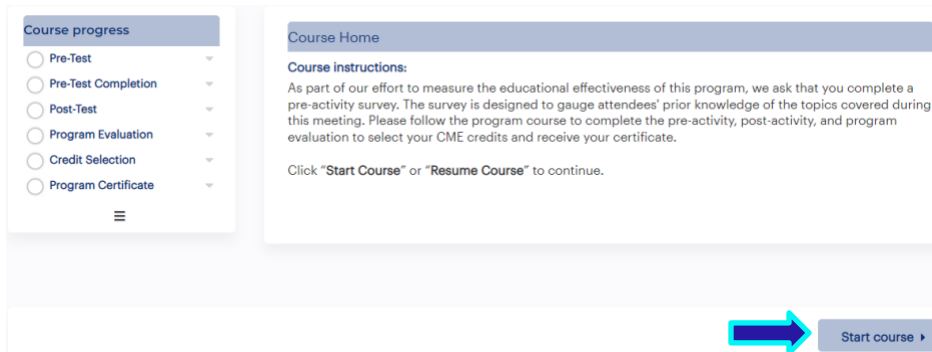 Course progress
Pre-Test
Pre-Test Completion
Post-Test
Program Evaluation
Credit Selection
Program Certificate
Course Home
Course instructions:
As part of our effort to measure the educational effectiveness of this program, we ask that you complete a
pre-activity survey. The survey is designed to gauge attendees' prior knowledge of the topics covered during
this meeting. Please follow the program course to complete the pre-activity, post-activity, and program
evaluation to select your CME credits and receive your certificate.
Click “Start Course” or “Resume Course” to continue.
Start course